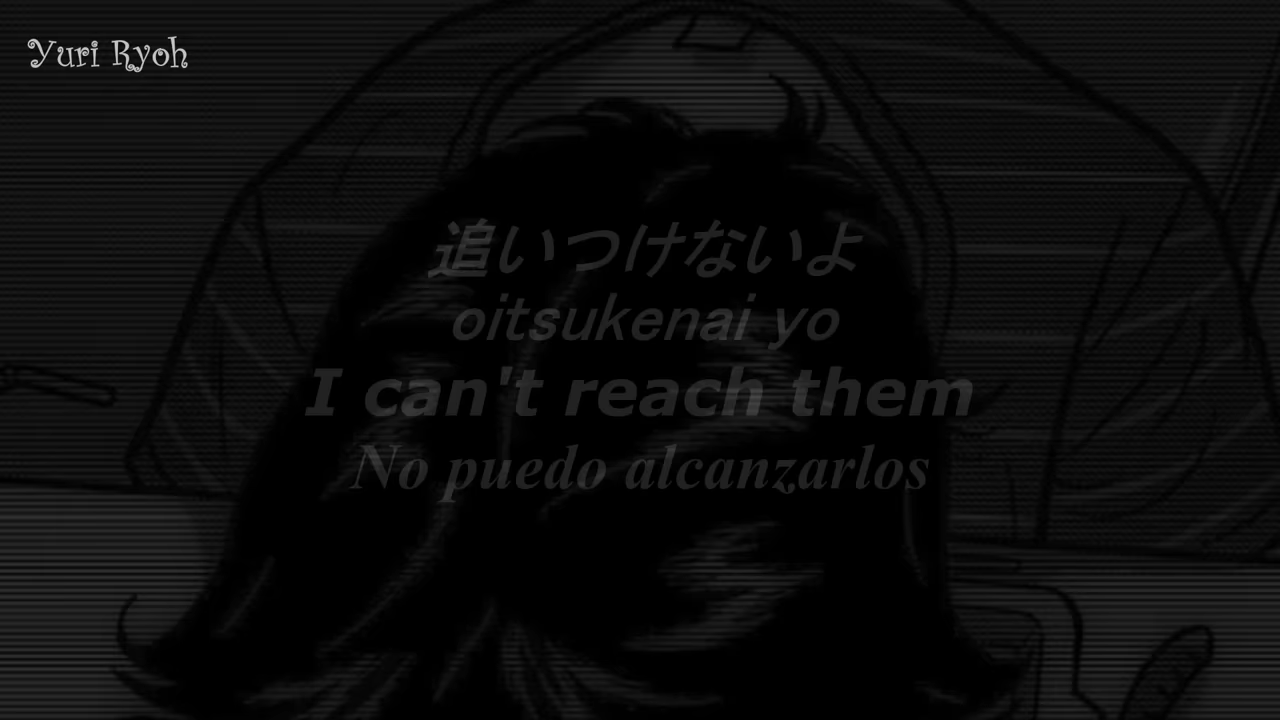 Yuri Ryoh
追いつけないよ
oitsukenai yo
I can't reach them
No puedo alcanzarlos